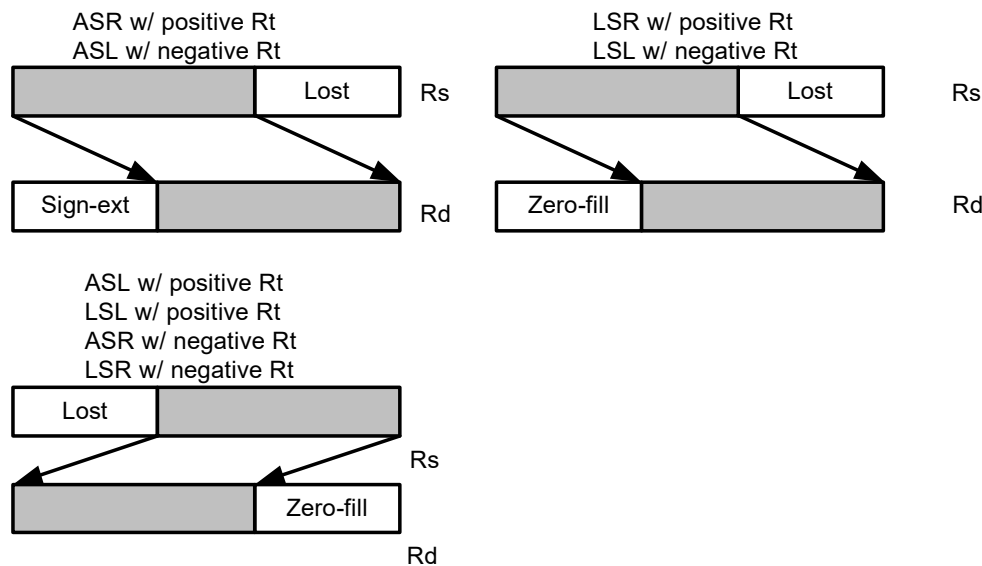 ASR w/ positive Rt
ASL w/ negative Rt
Lost
Rs
Sign-ext
Rd
LSR w/ positive Rt
LSL w/ negative Rt
Lost
Rs
Zero-fill
Rd
ASL w/ positive Rt
LSL w/ positive Rt
ASR w/ negative Rt
LSR w/ negative Rt
Lost
Rs
Zero-fill
Rd